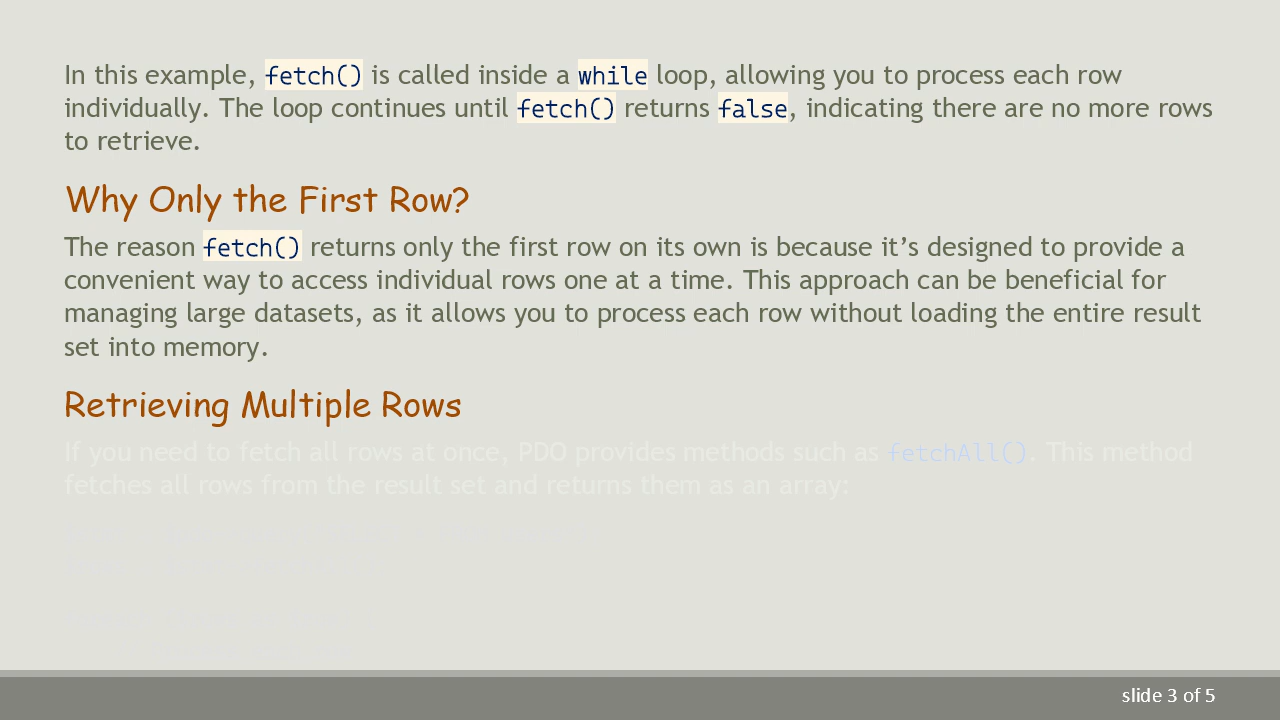 In this example, fetch() is called inside a while loop, allowing you to process each row
individually. The loop continues until fetch() returns false, indicating there are no more rows
to retrieve.
Why Only the First Row?
The reason fetch() returns only the first row on its own is because it’s designed to provide a
convenient way to access individual rows one at a time. This approach can be beneficial for
managing large datasets, as it allows you to process each row without loading the entire result
set into memory.
Retrieving Multiple Rows
If you need to fetch all rows at once, PDO provides methods such as fetchAll(). This method
fetches all rows from the result set and returns them as an array:
slide 3 of 5